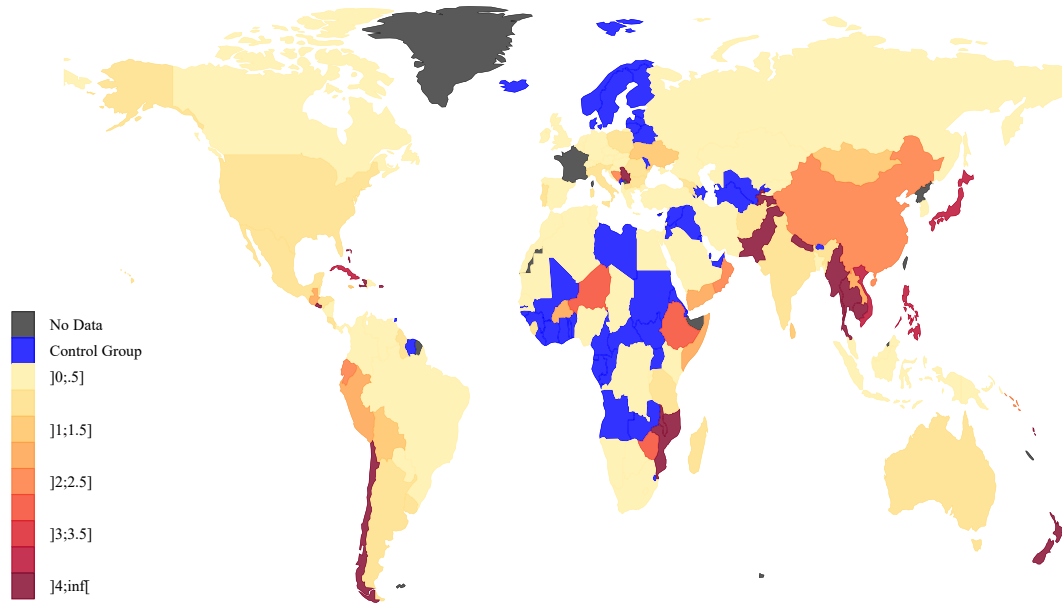 No Data
Control Group
]0;.5]
]1;1.5]
]2;2.5]
]3;3.5]
]4;inf[